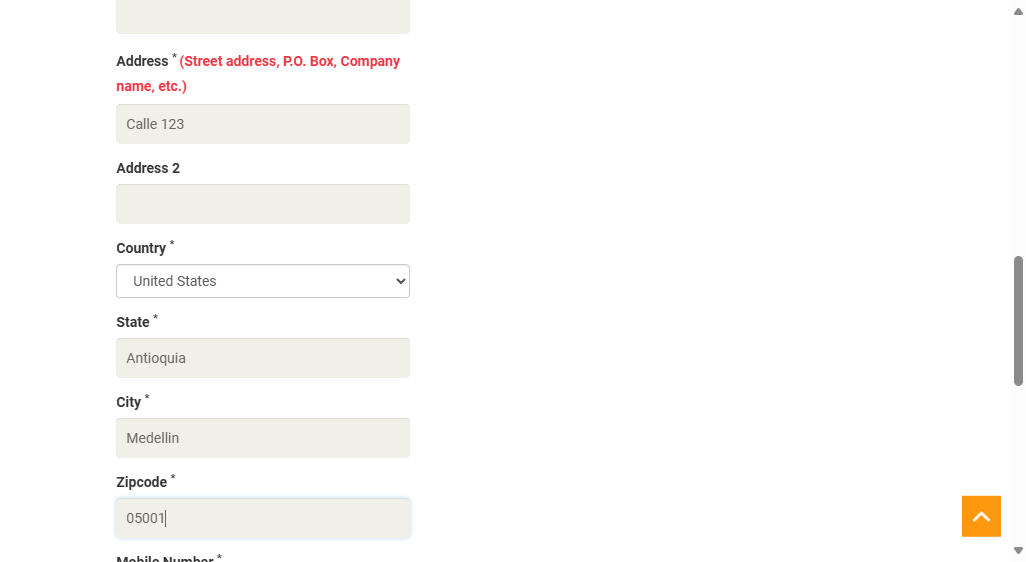 Address * (Street address, P.O. Box, Company
name, etc.)
Calle 123
Address 2
Country *
United States
State *
Antioquia
City *
Medellin
Zipcode *
05001
Mobile Number *